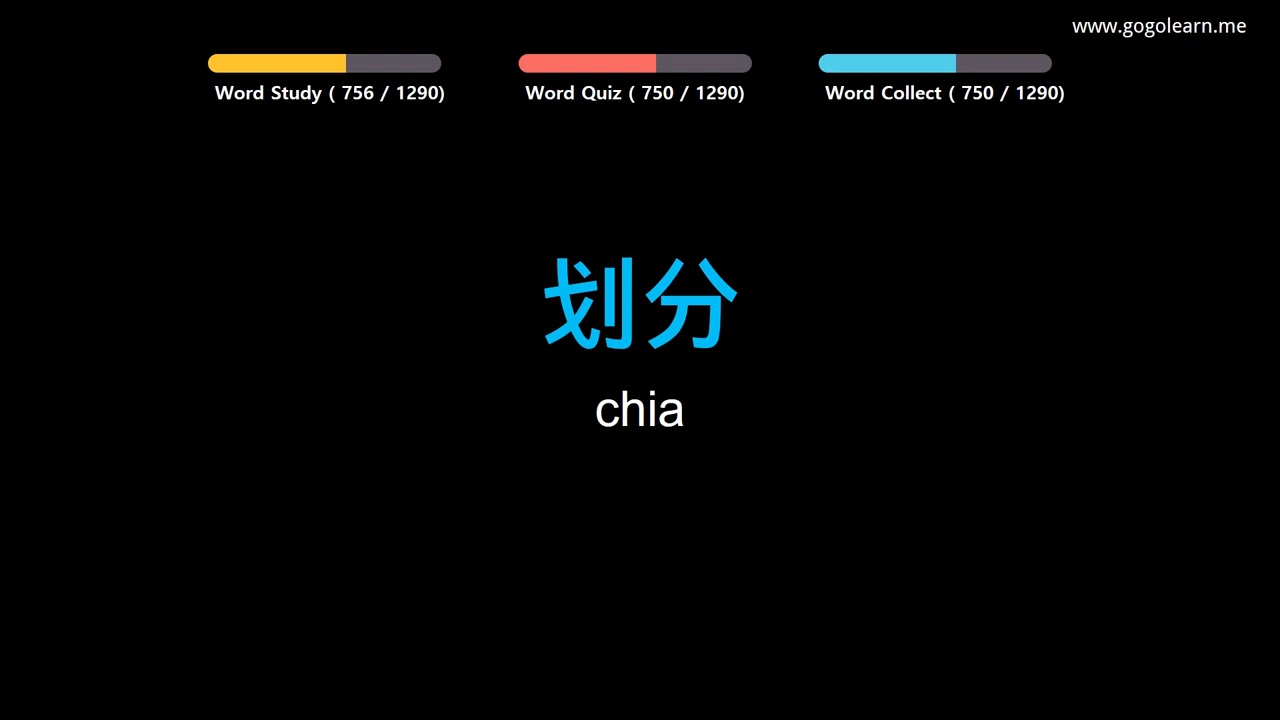 www.gogolearn.me
Word Study ( 756 / 1290)
Word Quiz ( 750 / 1290)
Word Collect ( 750 / 1290)
划分
chia